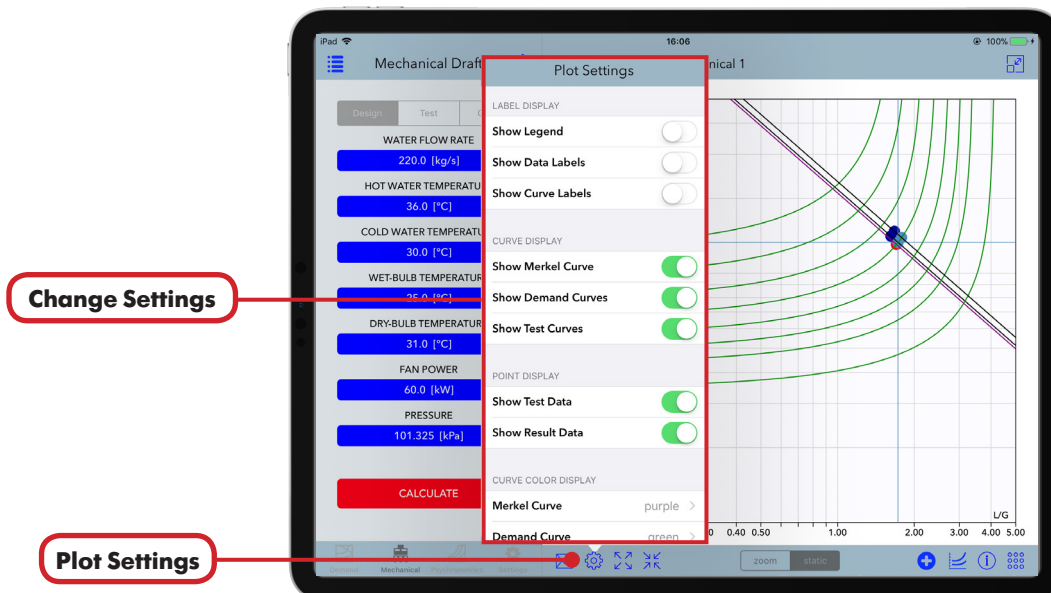 iPad
16:06
100%
Mechanical Draft
nical 1
Plot Settings
Design
Test
LABEL DISPLAY
Show Legend
Show Data Labels
Show Curve Labels
WATER FLOW RATE
220.0 [kg/s]
HOT WATER TEMPERATU
36.0 [°C]
COLD WATER TEMPERATU
30.0 [°C]
WET-BULB TEMPERATUR
25.0 [°C]
DRY-BULB TEMPERATUR
31.0 [°C]
FAN POWER
60.0 [kW]
PRESSURE
101.325 [kPa]
CALCULATE
CURVE DISPLAY
Show Merkel Curve
Show Demand Curves
Show Test Curves
POINT DISPLAY
Show Test Data
Show Result Data
CURVE COLOR DISPLAY
Merkel Curve purple
Demand Curve green
Change Settings
Plot Settings
L/G
0 0.40 0.50 1.00 2.00 3.00 4.00 5.00
Demand
Mechanical
Psychrometrics
Settings
zoom
static